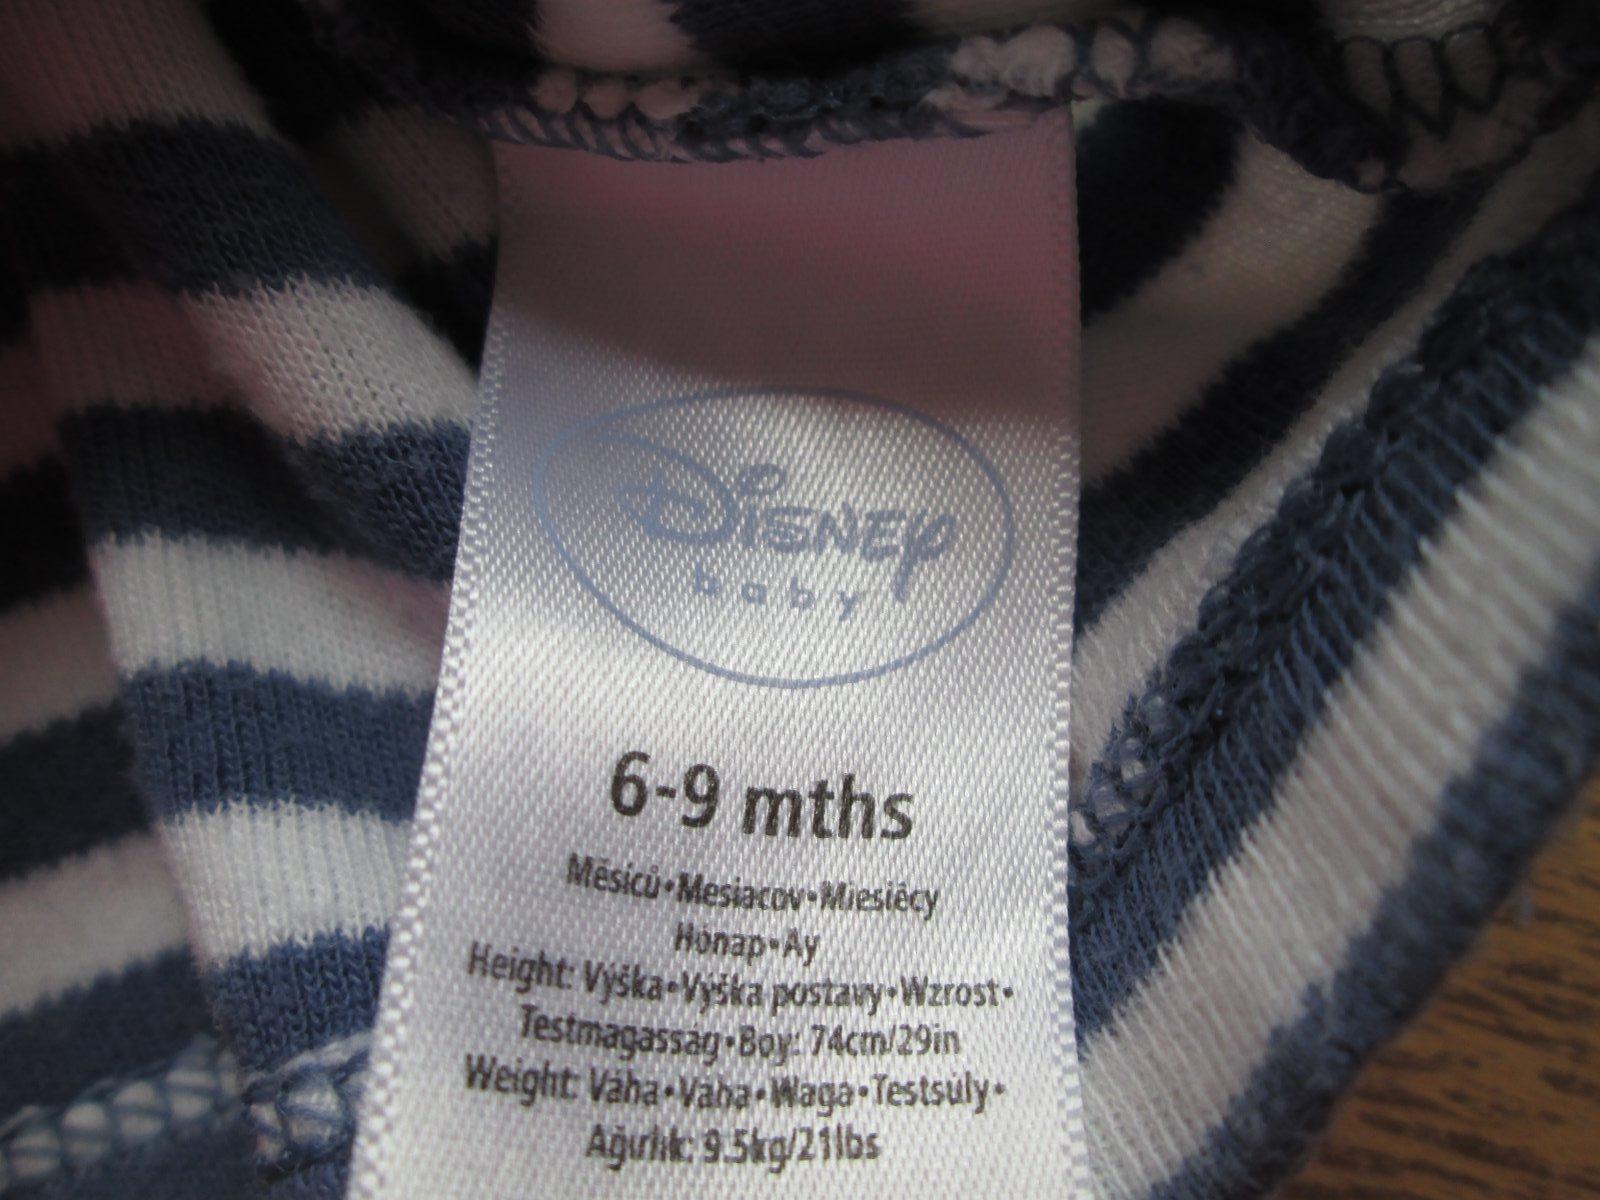 Disney
baby
6-9 mths
Měsíců•Mesiacov•Miesięcy
Hónap•Ay
Height: Výška•Výška postavy•Wzrost•
Testmagasság•Boy: 74cm/29in
Weight: Váha•Váha•Waga•Testsúly•
Ağırlık: 9.5kg/21lbs